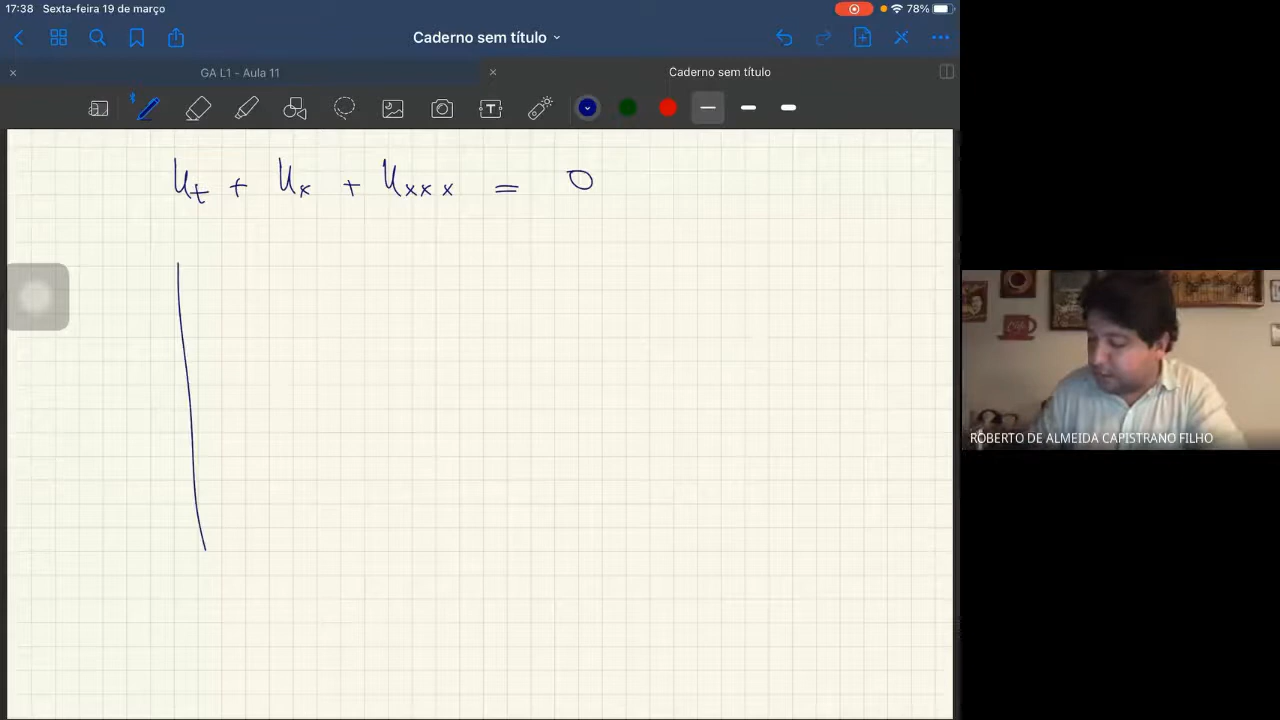 17:38 Sexta-feira 19 de março
78%
Caderno sem título
GA L1 - Aula 11
Caderno sem título
T
u_t + u_x + u_xxx = 0
ROBERTO DE ALMEIDA CAPISTRANO FILHO